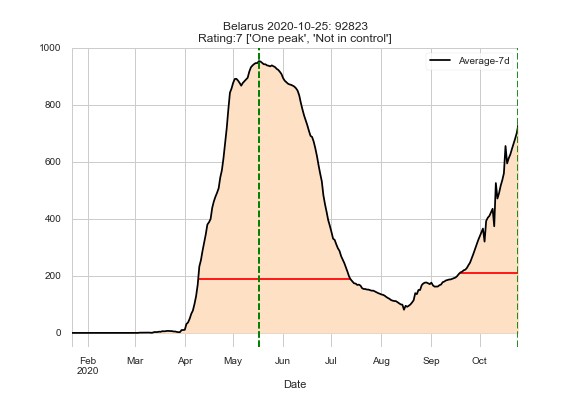 Belarus 2020-10-25: 92823
Rating:7 ['One peak', 'Not in control']
1000
Average-7d
800
600
400
200
0
Feb Mar Apr May Jun Jul Aug Sep Oct
2020
Date